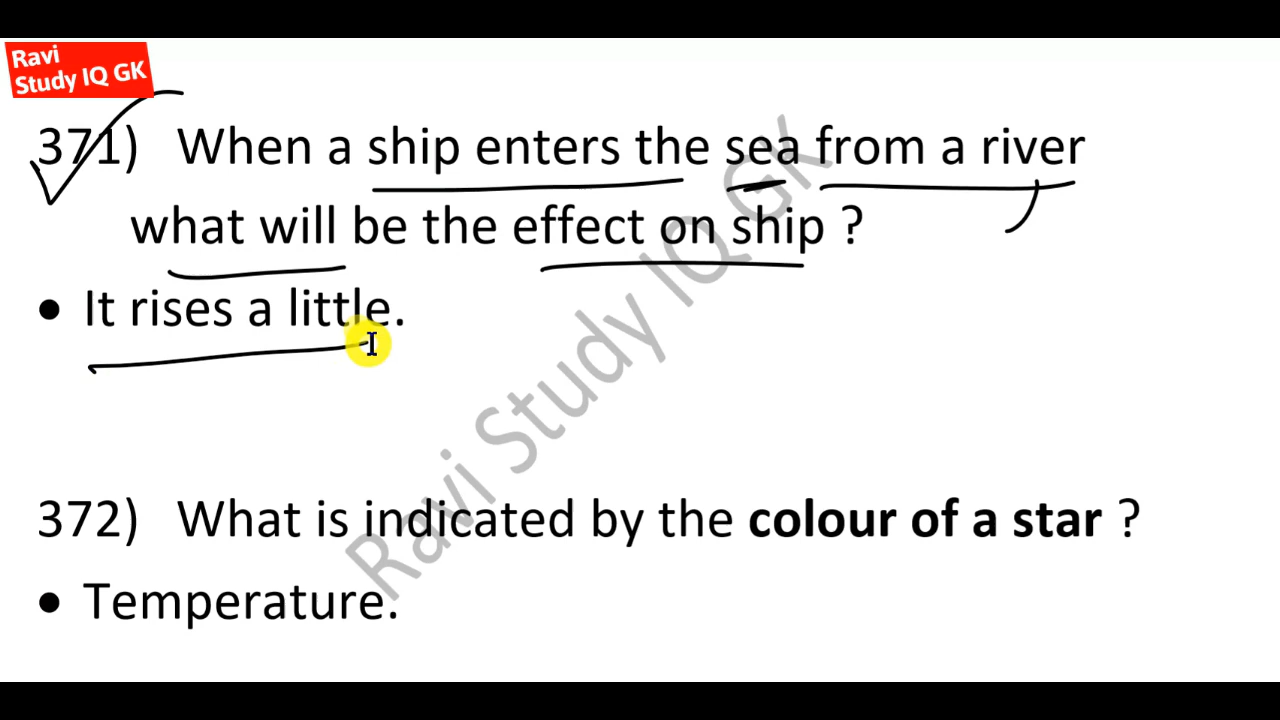 Ravi
Study IQ GK
371) When a ship enters the sea from a river
what will be the effect on ship ?
• It rises a little.
Ravi Study IQ GK
372) What is indicated by the colour of a star ?
• Temperature.